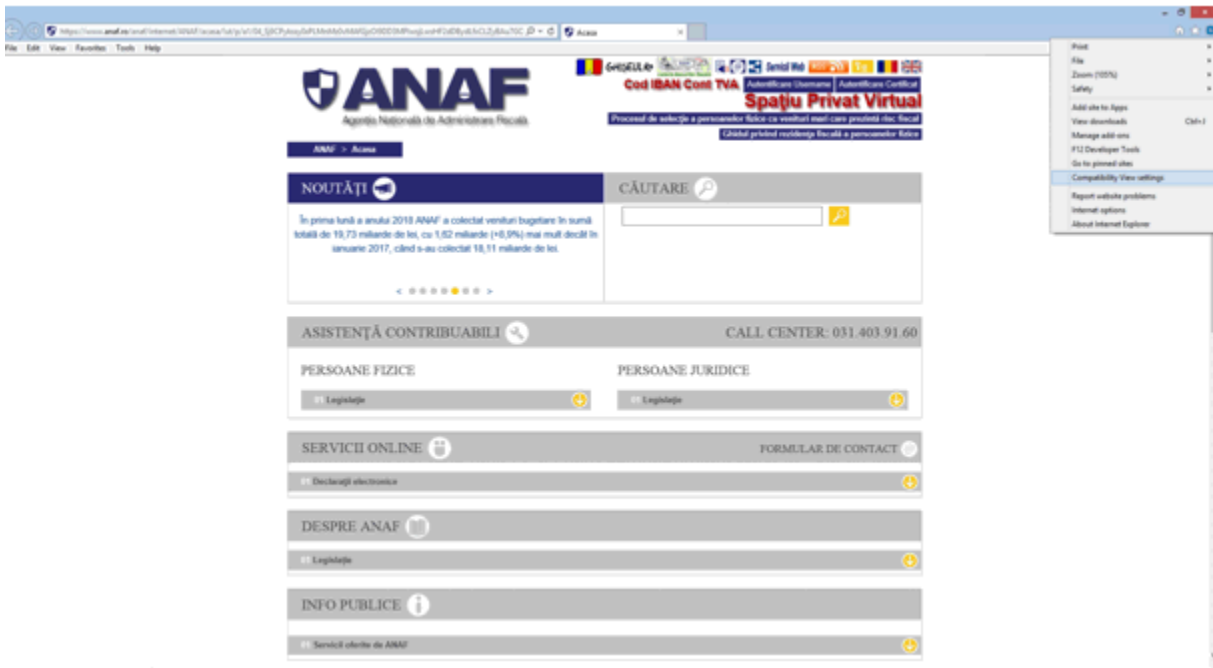 Acasa
File Edit View Favorites Tools Help
Print
File
Zoom (105%)
Safety
Add site to Apps
View downloads Ctrl+J
Manage add-ons
F12 Developer Tools
Go to pinned sites
Compatibility View settings
Report website problems
Internet options
About Internet Explorer
GHIȘEUL.ro
Servicii Web
Cod IBAN Cont TVA
Autentificare Username Autentificare Certificat
Spațiu Privat Virtual
Procesul de selecție a persoanelor fizice cu venituri mari care prezintă risc fiscal
Ghidul privind rezidența fiscală a persoanelor fizice
ANAF
Agenția Națională de Administrare Fiscală
ANAF > Acasa
NOUTĂȚI
În prima lună a anului 2018 ANAF a colectat venituri bugetare în sumă
totală de 19,73 miliarde de lei, cu 1,62 miliarde (+8,9%) mai mult decât în
ianuarie 2017, când s-au colectat 18,11 miliarde de lei.
< >
CĂUTARE
ASISTENȚĂ CONTRIBUABILI CALL CENTER: 031.403.91.60
PERSOANE FIZICE PERSOANE JURIDICE
Legislație Legislație
SERVICII ONLINE FORMULAR DE CONTACT
Declarații electronice
DESPRE ANAF
Legislație
INFO PUBLICE
Servicii oferite de ANAF